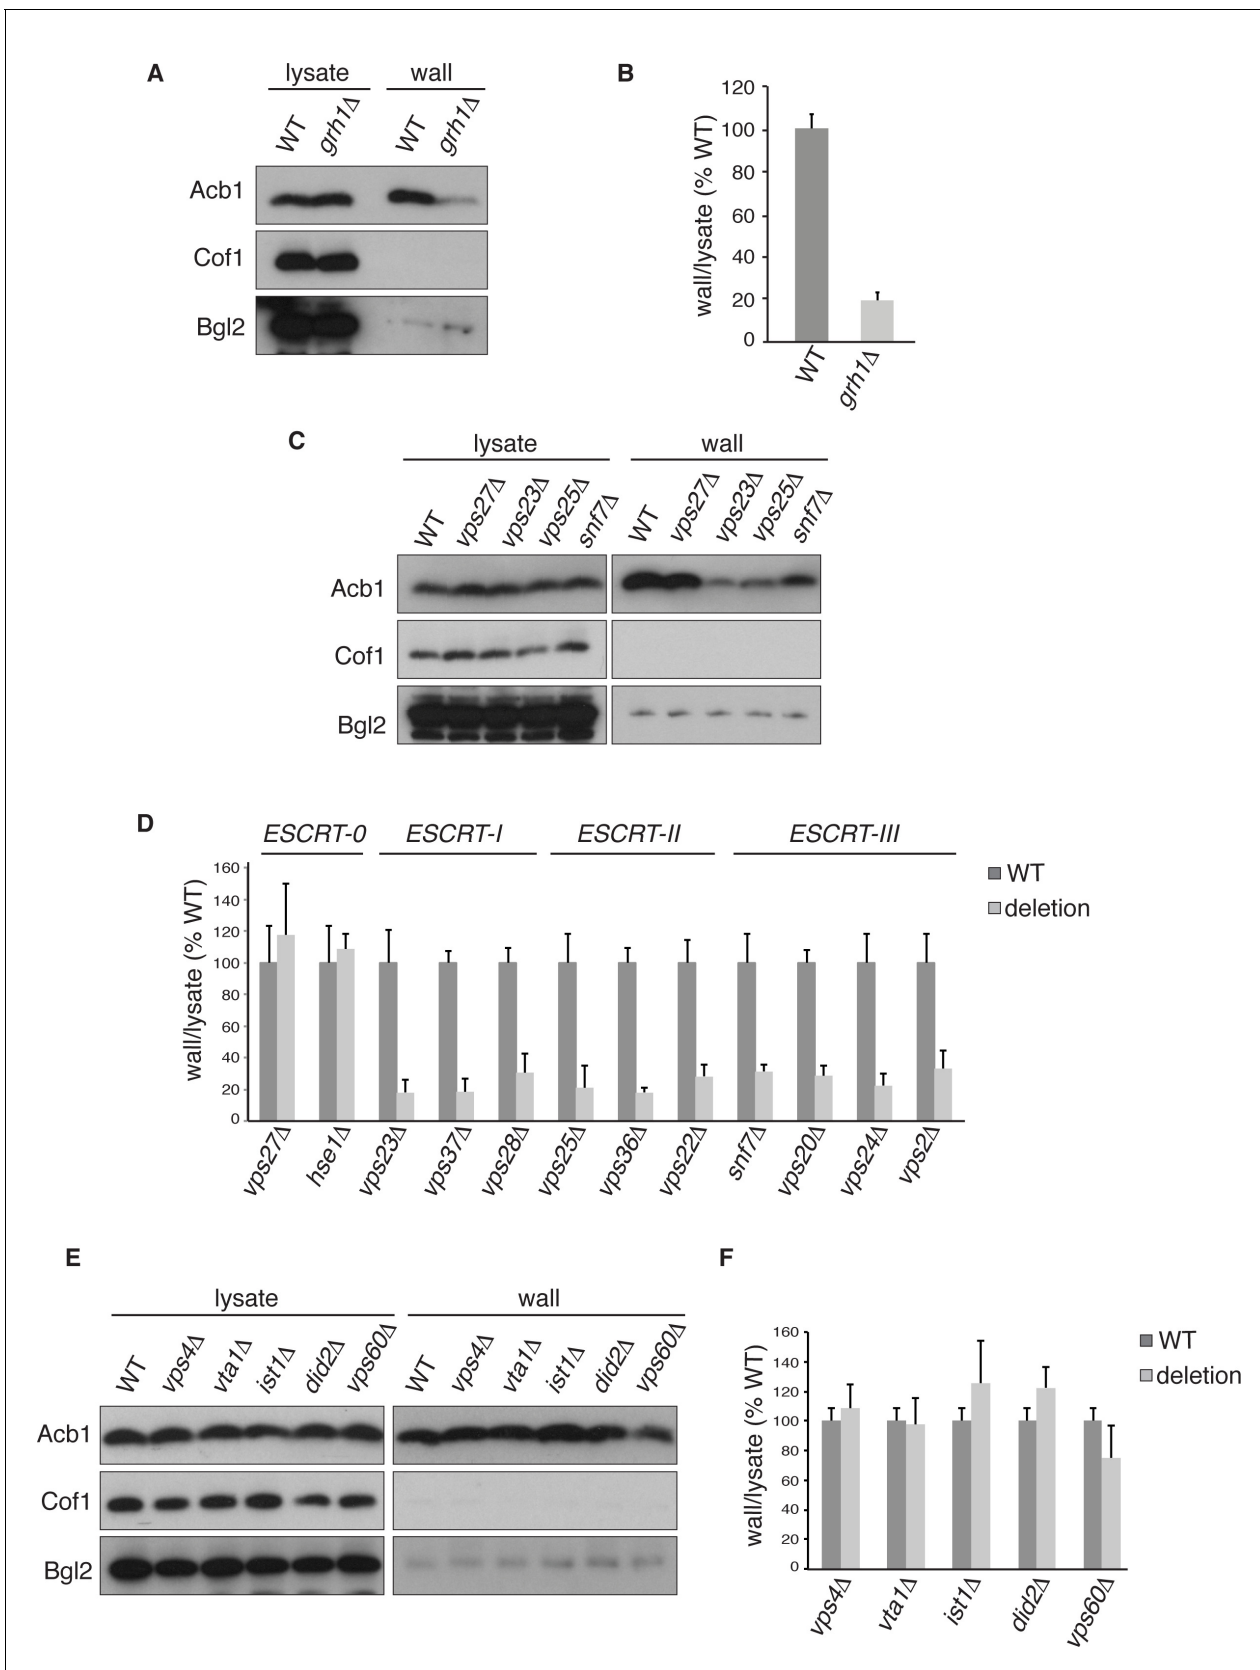 A
lysate wall
WT grh1Δ WT grh1Δ
Acb1
Cof1
Bgl2
B
wall/lysate (% WT)
120
100
80
60
40
20
0
WT grh1Δ
C
lysate wall
WT vps27Δ vps23Δ vps25Δ snf7Δ WT vps27Δ vps23Δ vps25Δ snf7Δ
Acb1
Cof1
Bgl2
D
ESCRT-0 ESCRT-I ESCRT-II ESCRT-III
wall/lysate (% WT)
160
140
120
100
80
60
40
20
0
WT
deletion
vps27Δ hse1Δ vps23Δ vps37Δ vps28Δ vps25Δ vps36Δ vps22Δ snf7Δ vps20Δ vps24Δ vps2Δ
E
lysate wall
WT vps4Δ vta1Δ ist1Δ did2Δ vps60Δ WT vps4Δ vta1Δ ist1Δ did2Δ vps60Δ
Acb1
Cof1
Bgl2
F
wall/lysate (% WT)
160
140
120
100
80
60
40
20
0
WT
deletion
vps4Δ vta1Δ ist1Δ did2Δ vps60Δ